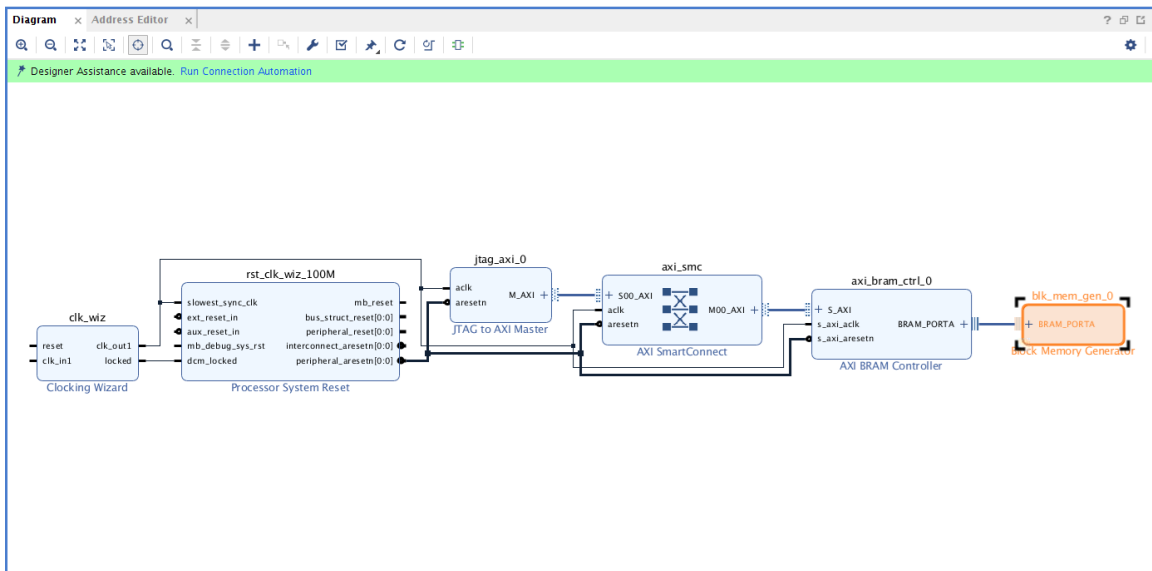 Diagram × Address Editor ×
Designer Assistance available. Run Connection Automation
clk_wiz
reset clk_out1
clk_in1 locked
Clocking Wizard
rst_clk_wiz_100M
slowest_sync_clk mb_reset
ext_reset_in bus_struct_reset[0:0]
aux_reset_in peripheral_reset[0:0]
mb_debug_sys_rst interconnect_aresetn[0:0]
dcm_locked peripheral_aresetn[0:0]
Processor System Reset
jtag_axi_0
aclk
aresetn M_AXI
JTAG to AXI Master
axi_smc
S00_AXI
aclk M00_AXI
aresetn
AXI SmartConnect
axi_bram_ctrl_0
S_AXI
s_axi_aclk BRAM_PORTA
s_axi_aresetn
AXI BRAM Controller
blk_mem_gen_0
BRAM_PORTA
Block Memory Generator